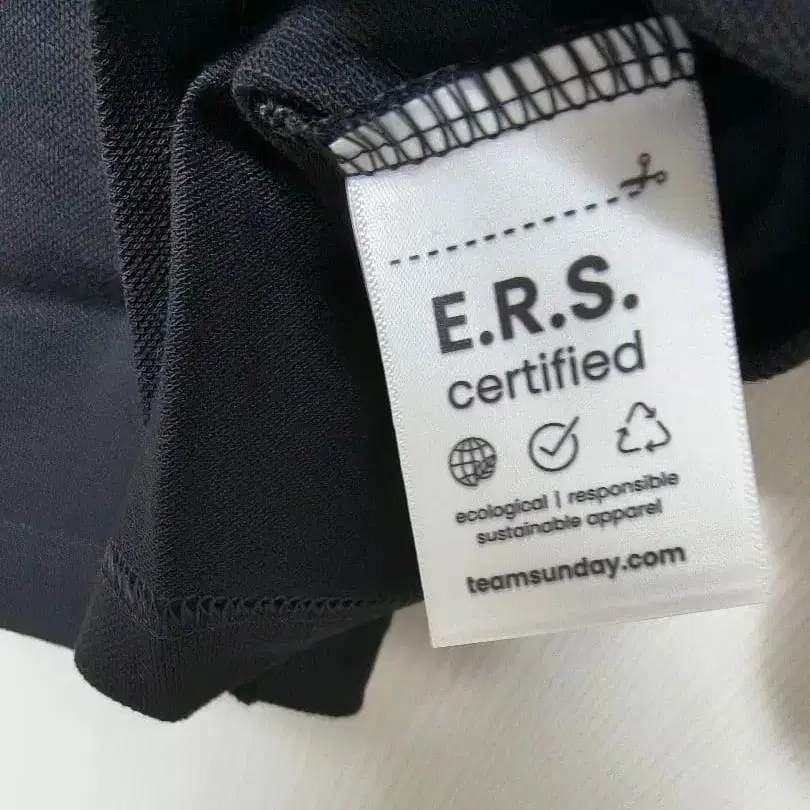 E.R.S.
certified
ecological | responsible
sustainable apparel
teamsunday.com